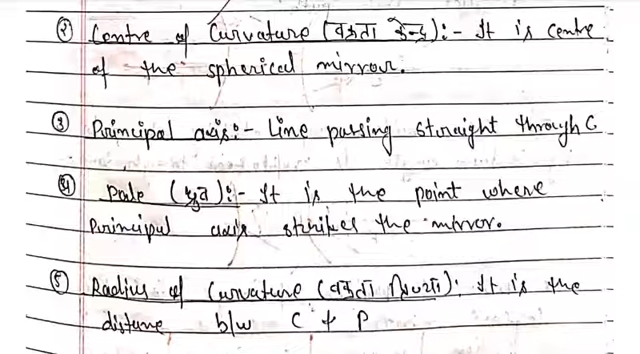 ② Centre of Curvature (वक्रता केन्द्र):- It is centre
of the spherical mirror.
③ Principal axis:- Line passing straight through C
④ Pole (ध्रुव):- It is the point where
Principal axis strikes the mirror.
⑤ Radius of Curvature (वक्रता त्रिज्या): It is the
distane b/w C & P